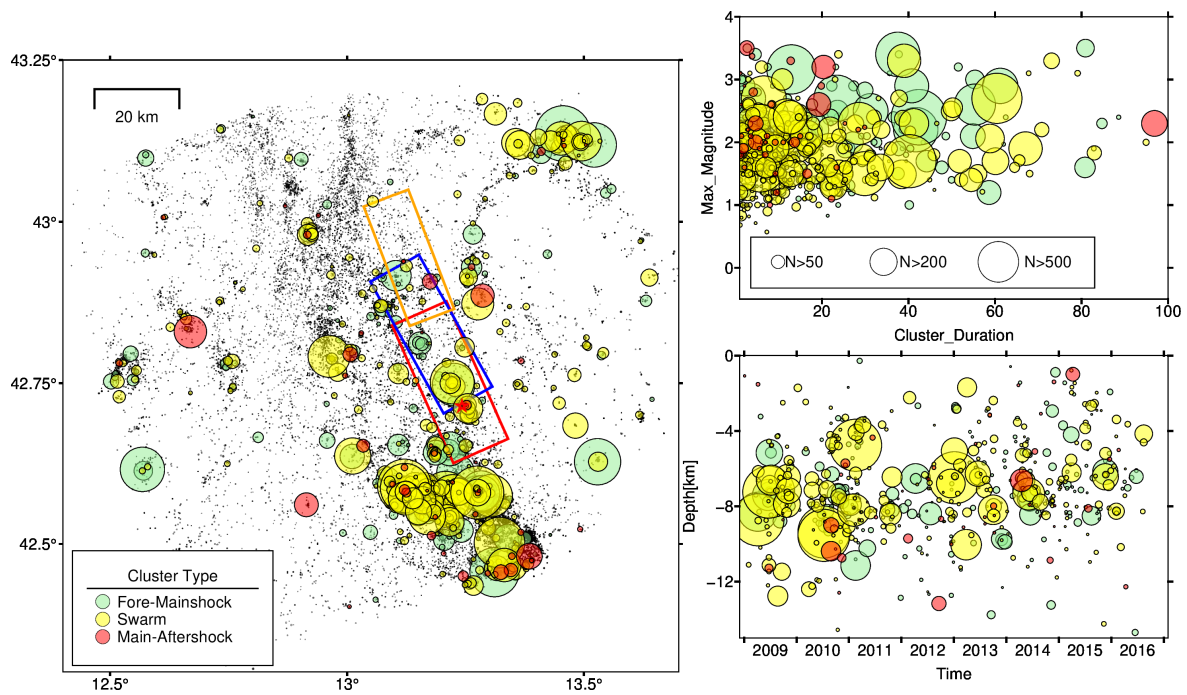 43.25°
43°
42.75°
42.5°
12.5°
13°
13.5°
20 km
Cluster Type
Fore-Mainshock
Swarm
Main-Aftershock
4
3
2
1
0
Max_Magnitude
N>50
N>200
N>500
20
40
60
80
100
Cluster_Duration
0
−4
−8
−12
Depth[km]
2009
2010
2011
2012
2013
2014
2015
2016
Time